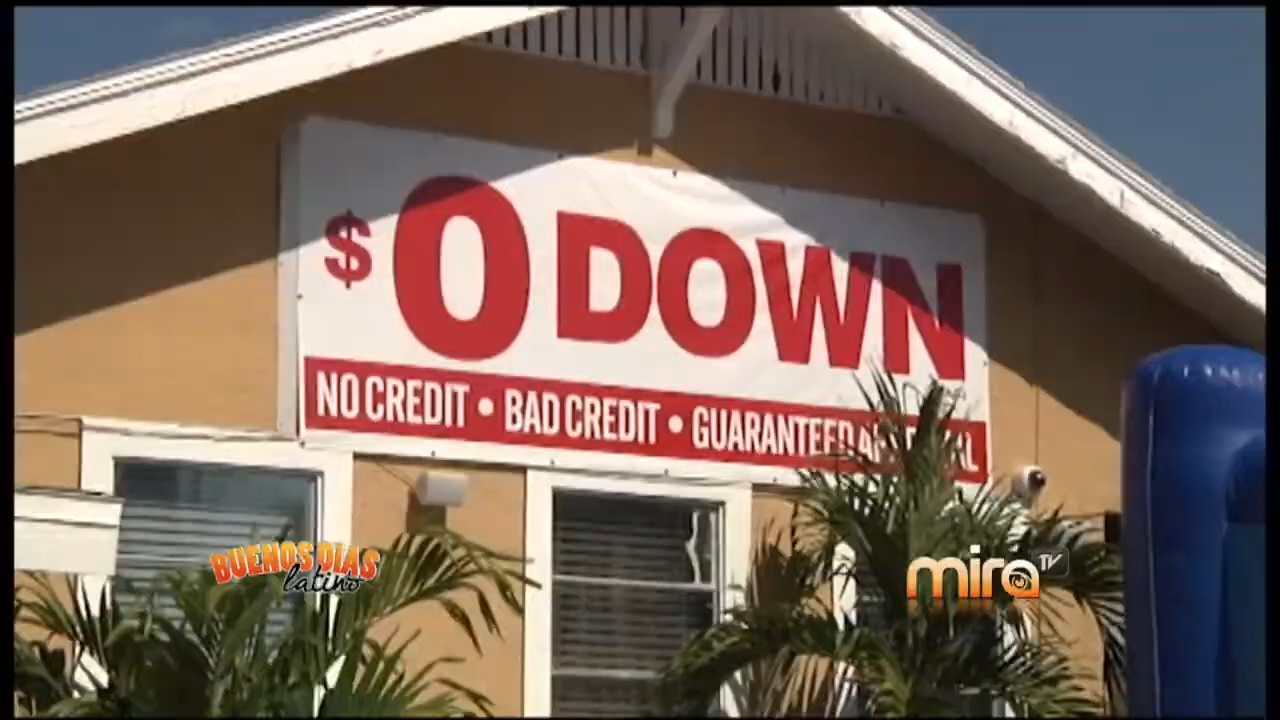 $0 DOWN
NO CREDIT • BAD CREDIT • GUARANTEED
BUENOS DIAS
latino
mira TV